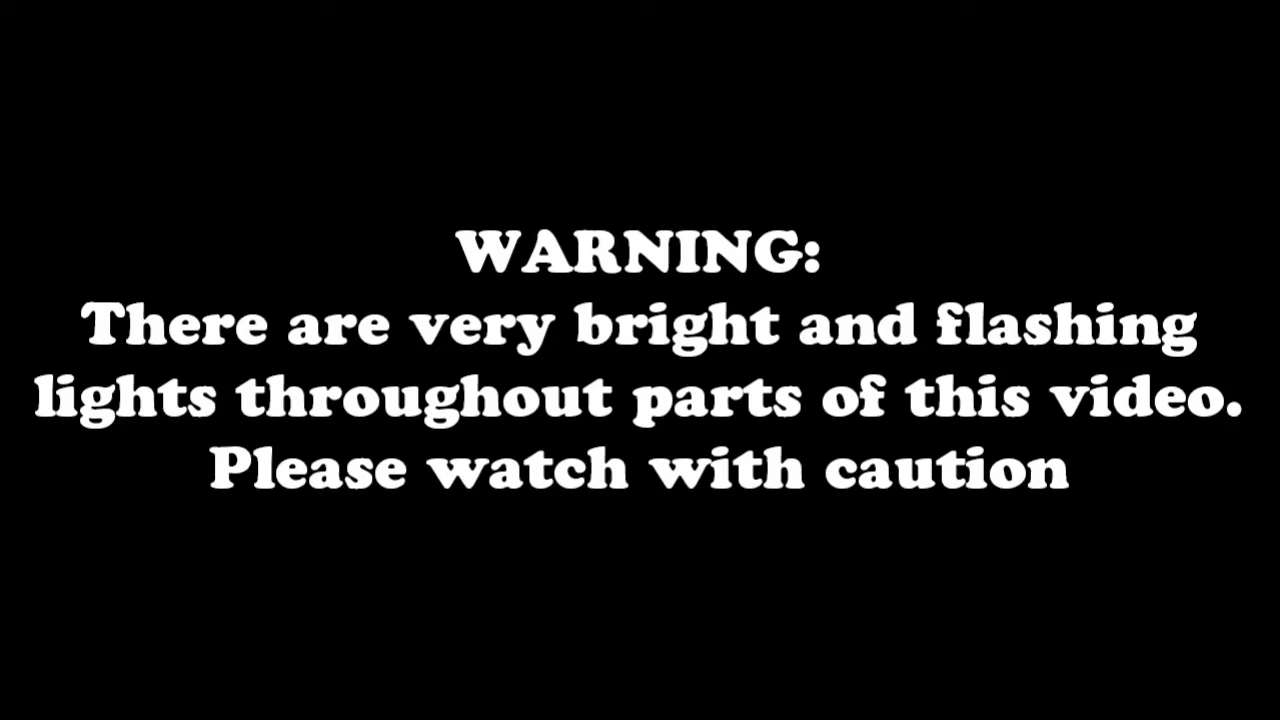 WARNING:
There are very bright and flashing
lights throughout parts of this video.
Please watch with caution